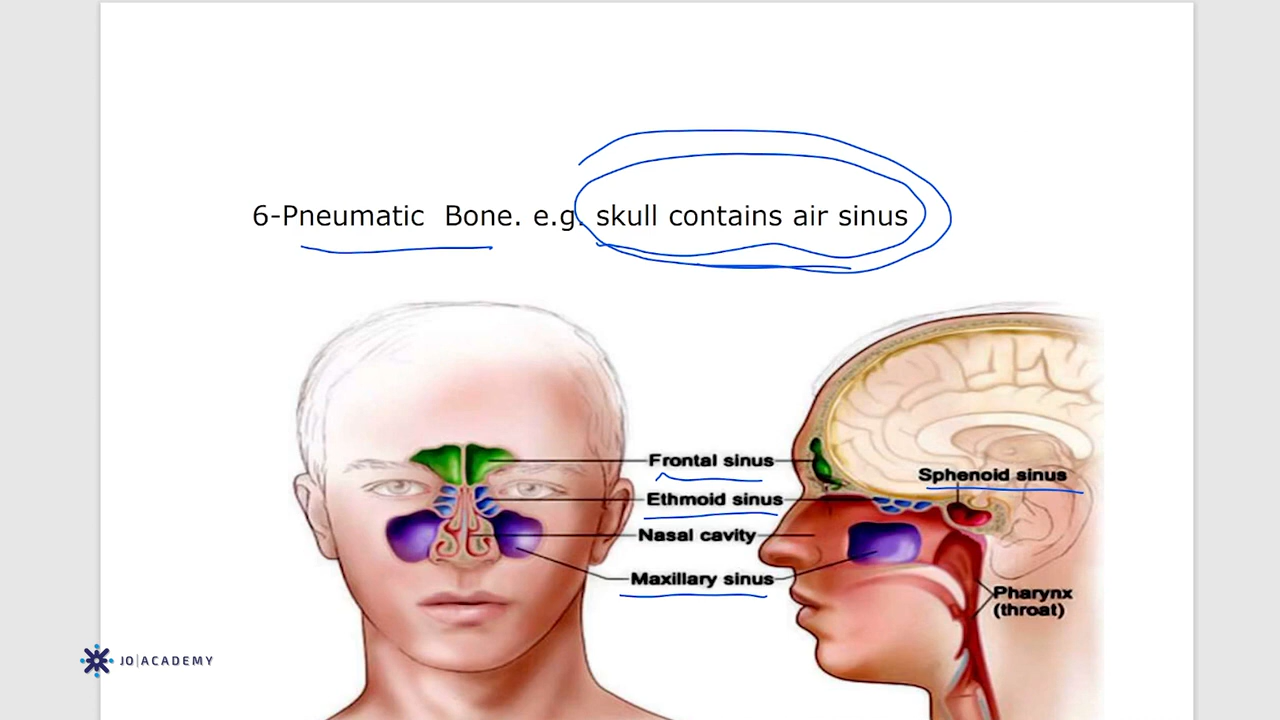 6-Pneumatic Bone. e.g. skull contains air sinus
Frontal sinus
Sphenoid sinus
Ethmoid sinus
Nasal cavity
Maxillary sinus
Pharynx
(throat)
JO|ACADEMY